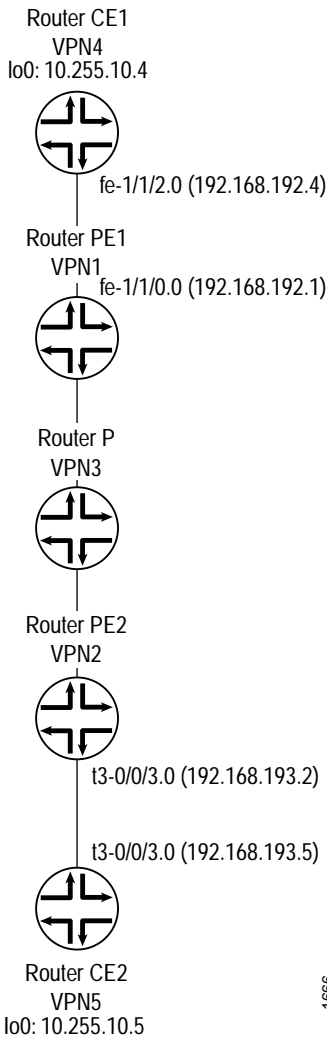 Router CE1
VPN4
lo0: 10.255.10.4
fe-1/1/2.0 (192.168.192.4)
Router PE1
VPN1
fe-1/1/0.0 (192.168.192.1)
Router P
VPN3
Router PE2
VPN2
t3-0/0/3.0 (192.168.193.2)
t3-0/0/3.0 (192.168.193.5)
Router CE2
VPN5
lo0: 10.255.10.5